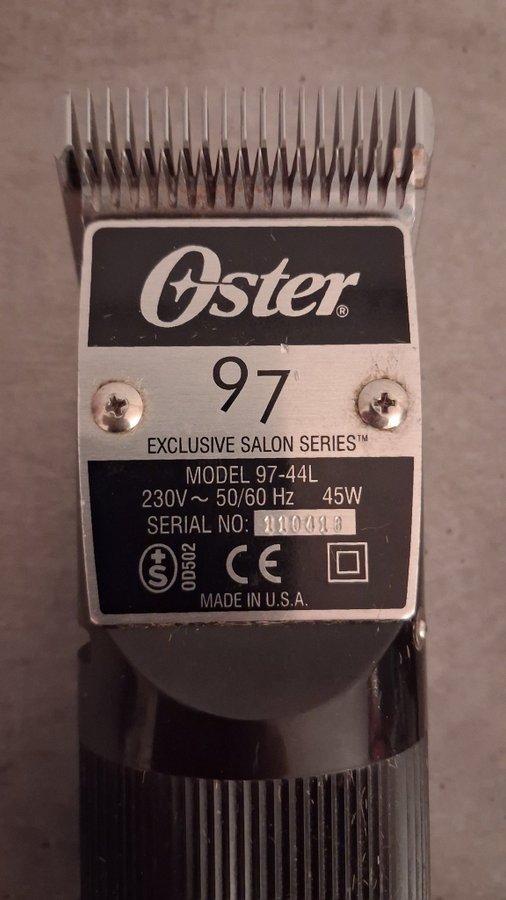 Oster®
97
EXCLUSIVE SALON SERIES™
MODEL 97-44L
230V~ 50/60 Hz 45W
SERIAL NO: 110418
+S OD502 CE
MADE IN U.S.A.